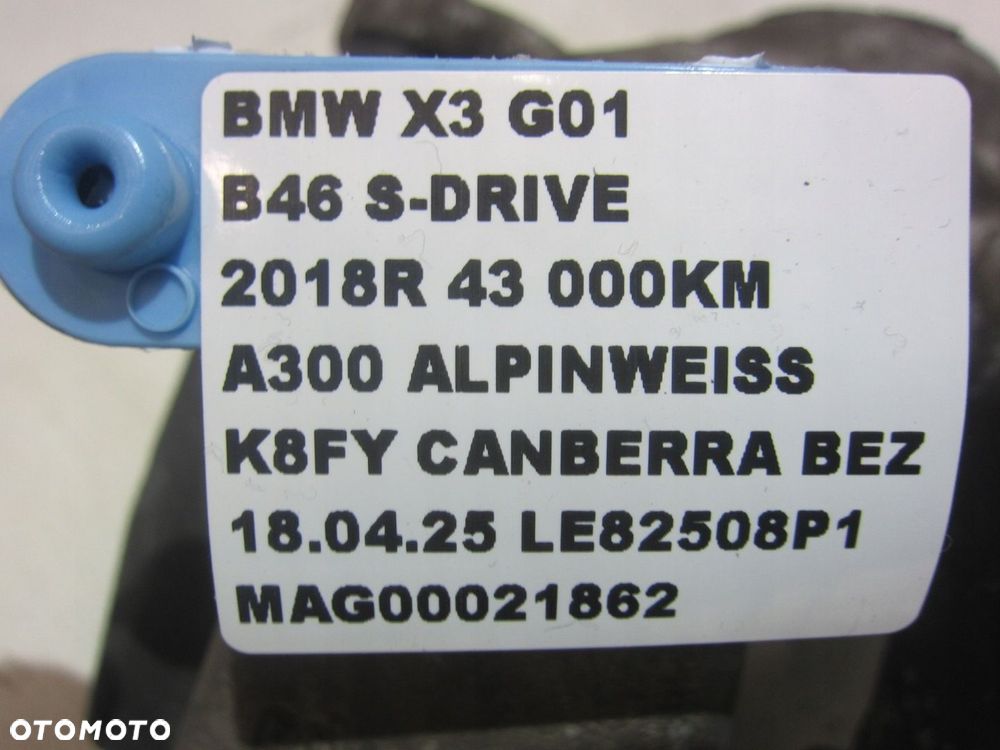 BMW X3 G01
B46 S-DRIVE
2018R 43 000KM
A300 ALPINWEISS
K8FY CANBERRA BEZ
18.04.25 LE82508P1
MAG00021862
OTOMOTO